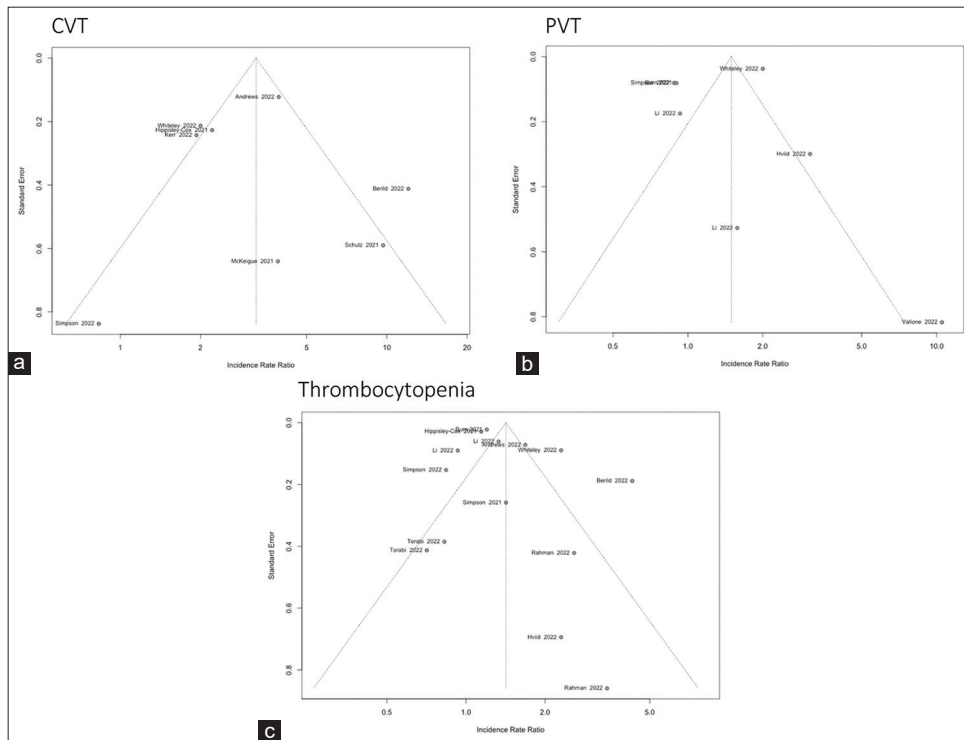 CVT
0.0
0.2
0.4
0.6
0.8
Standard Error
Andrews 2022
Whiteley 2022
Hippisley-Cox 2021
Kerr 2022
Berild 2022
Schulz 2021
McKeigue 2021
Simpson 2022
1 2 5 10 20
Incidence Rate Ratio
a
PVT
0.0
0.2
0.4
0.6
0.8
Standard Error
Whiteley 2022
Li 2022
Hviid 2022
Li 2022
Vallone 2022
0.5 1.0 2.0 5.0 10.0
Incidence Rate Ratio
b
Thrombocytopenia
0.0
0.2
0.4
0.6
0.8
Standard Error
Hippisley-Cox 2021
Li 2022
Andrews 2022
Li 2022
Whiteley 2022
Simpson 2022
Berild 2022
Simpson 2021
Torabi 2022
Torabi 2022
Rahman 2022
Hviid 2022
Rahman 2022
0.5 1.0 2.0 5.0
Incidence Rate Ratio
c